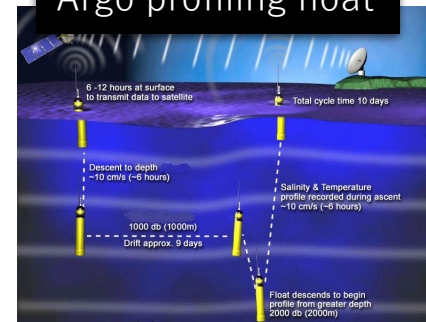 Argo profiling float
6 -12 hours at surface
to transmit data to satellite
Total cycle time 10 days
Descent to depth
~10 cm/s (~6 hours)
Salinity & Temperature
profile recorded during ascent
~10 cm/s (~6 hours)
1000 db (1000m)
Drift approx. 9 days
Float descends to begin
profile from greater depth
2000 db (2000m)